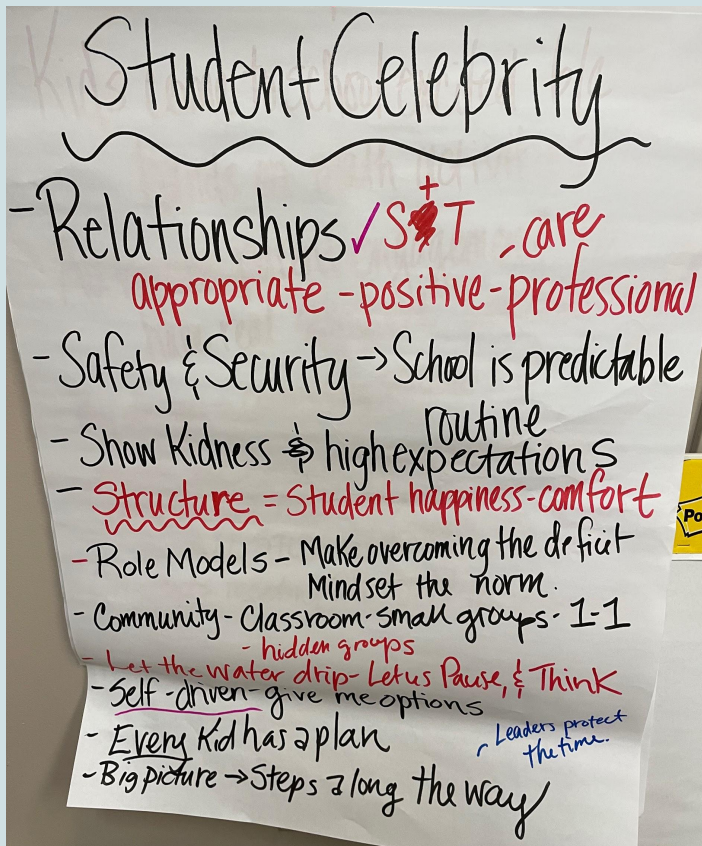 Student Celebrity
- Relationships ✓ S + T - care
appropriate - positive - professional
- Safety & Security → School is predictable
routine
- Show Kidness & high expectations
- Structure = Student happiness - comfort
- Role Models - Make overcoming the deficit
Mindset the norm.
- Community - Classroom - small groups - 1-1
- hidden groups
- Let the water drip - Let us Pause, & Think
- Self-driven - give me options
- Every Kid has a plan
- Leaders protect
the time.
- Big picture → Steps along the way
Po